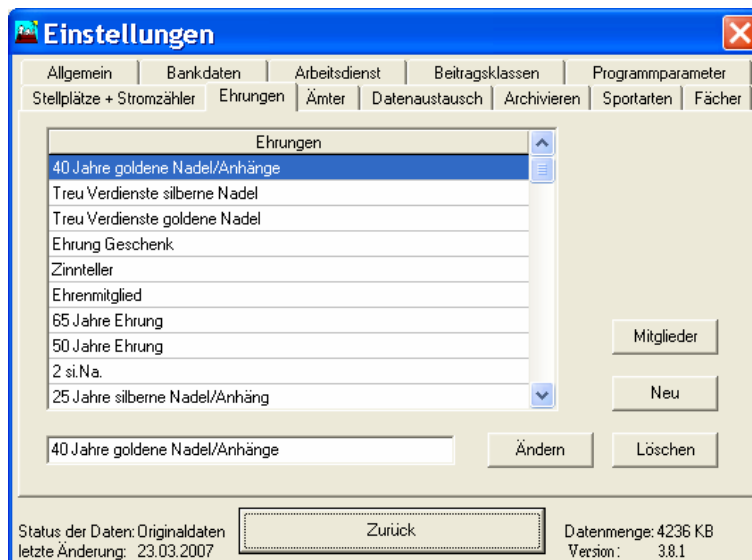 Einstellungen
Allgemein Bankdaten Arbeitsdienst Beitragsklassen Programmparameter
Stellplätze + Stromzähler Ehrungen Ämter Datenaustausch Archivieren Sportarten Fächer
Ehrungen
40 Jahre goldene Nadel/Anhänge
Treu Verdienste silberne Nadel
Treu Verdienste goldene Nadel
Ehrung Geschenk
Zinnteller
Ehrenmitglied
65 Jahre Ehrung
50 Jahre Ehrung
2 si.Na.
25 Jahre silberne Nadel/Anhäng
Mitglieder
Neu
40 Jahre goldene Nadel/Anhänge Ändern Löschen
Status der Daten: Originaldaten Zurück Datenmenge: 4236 KB
letzte Änderung: 23.03.2007 Version: 3.8.1